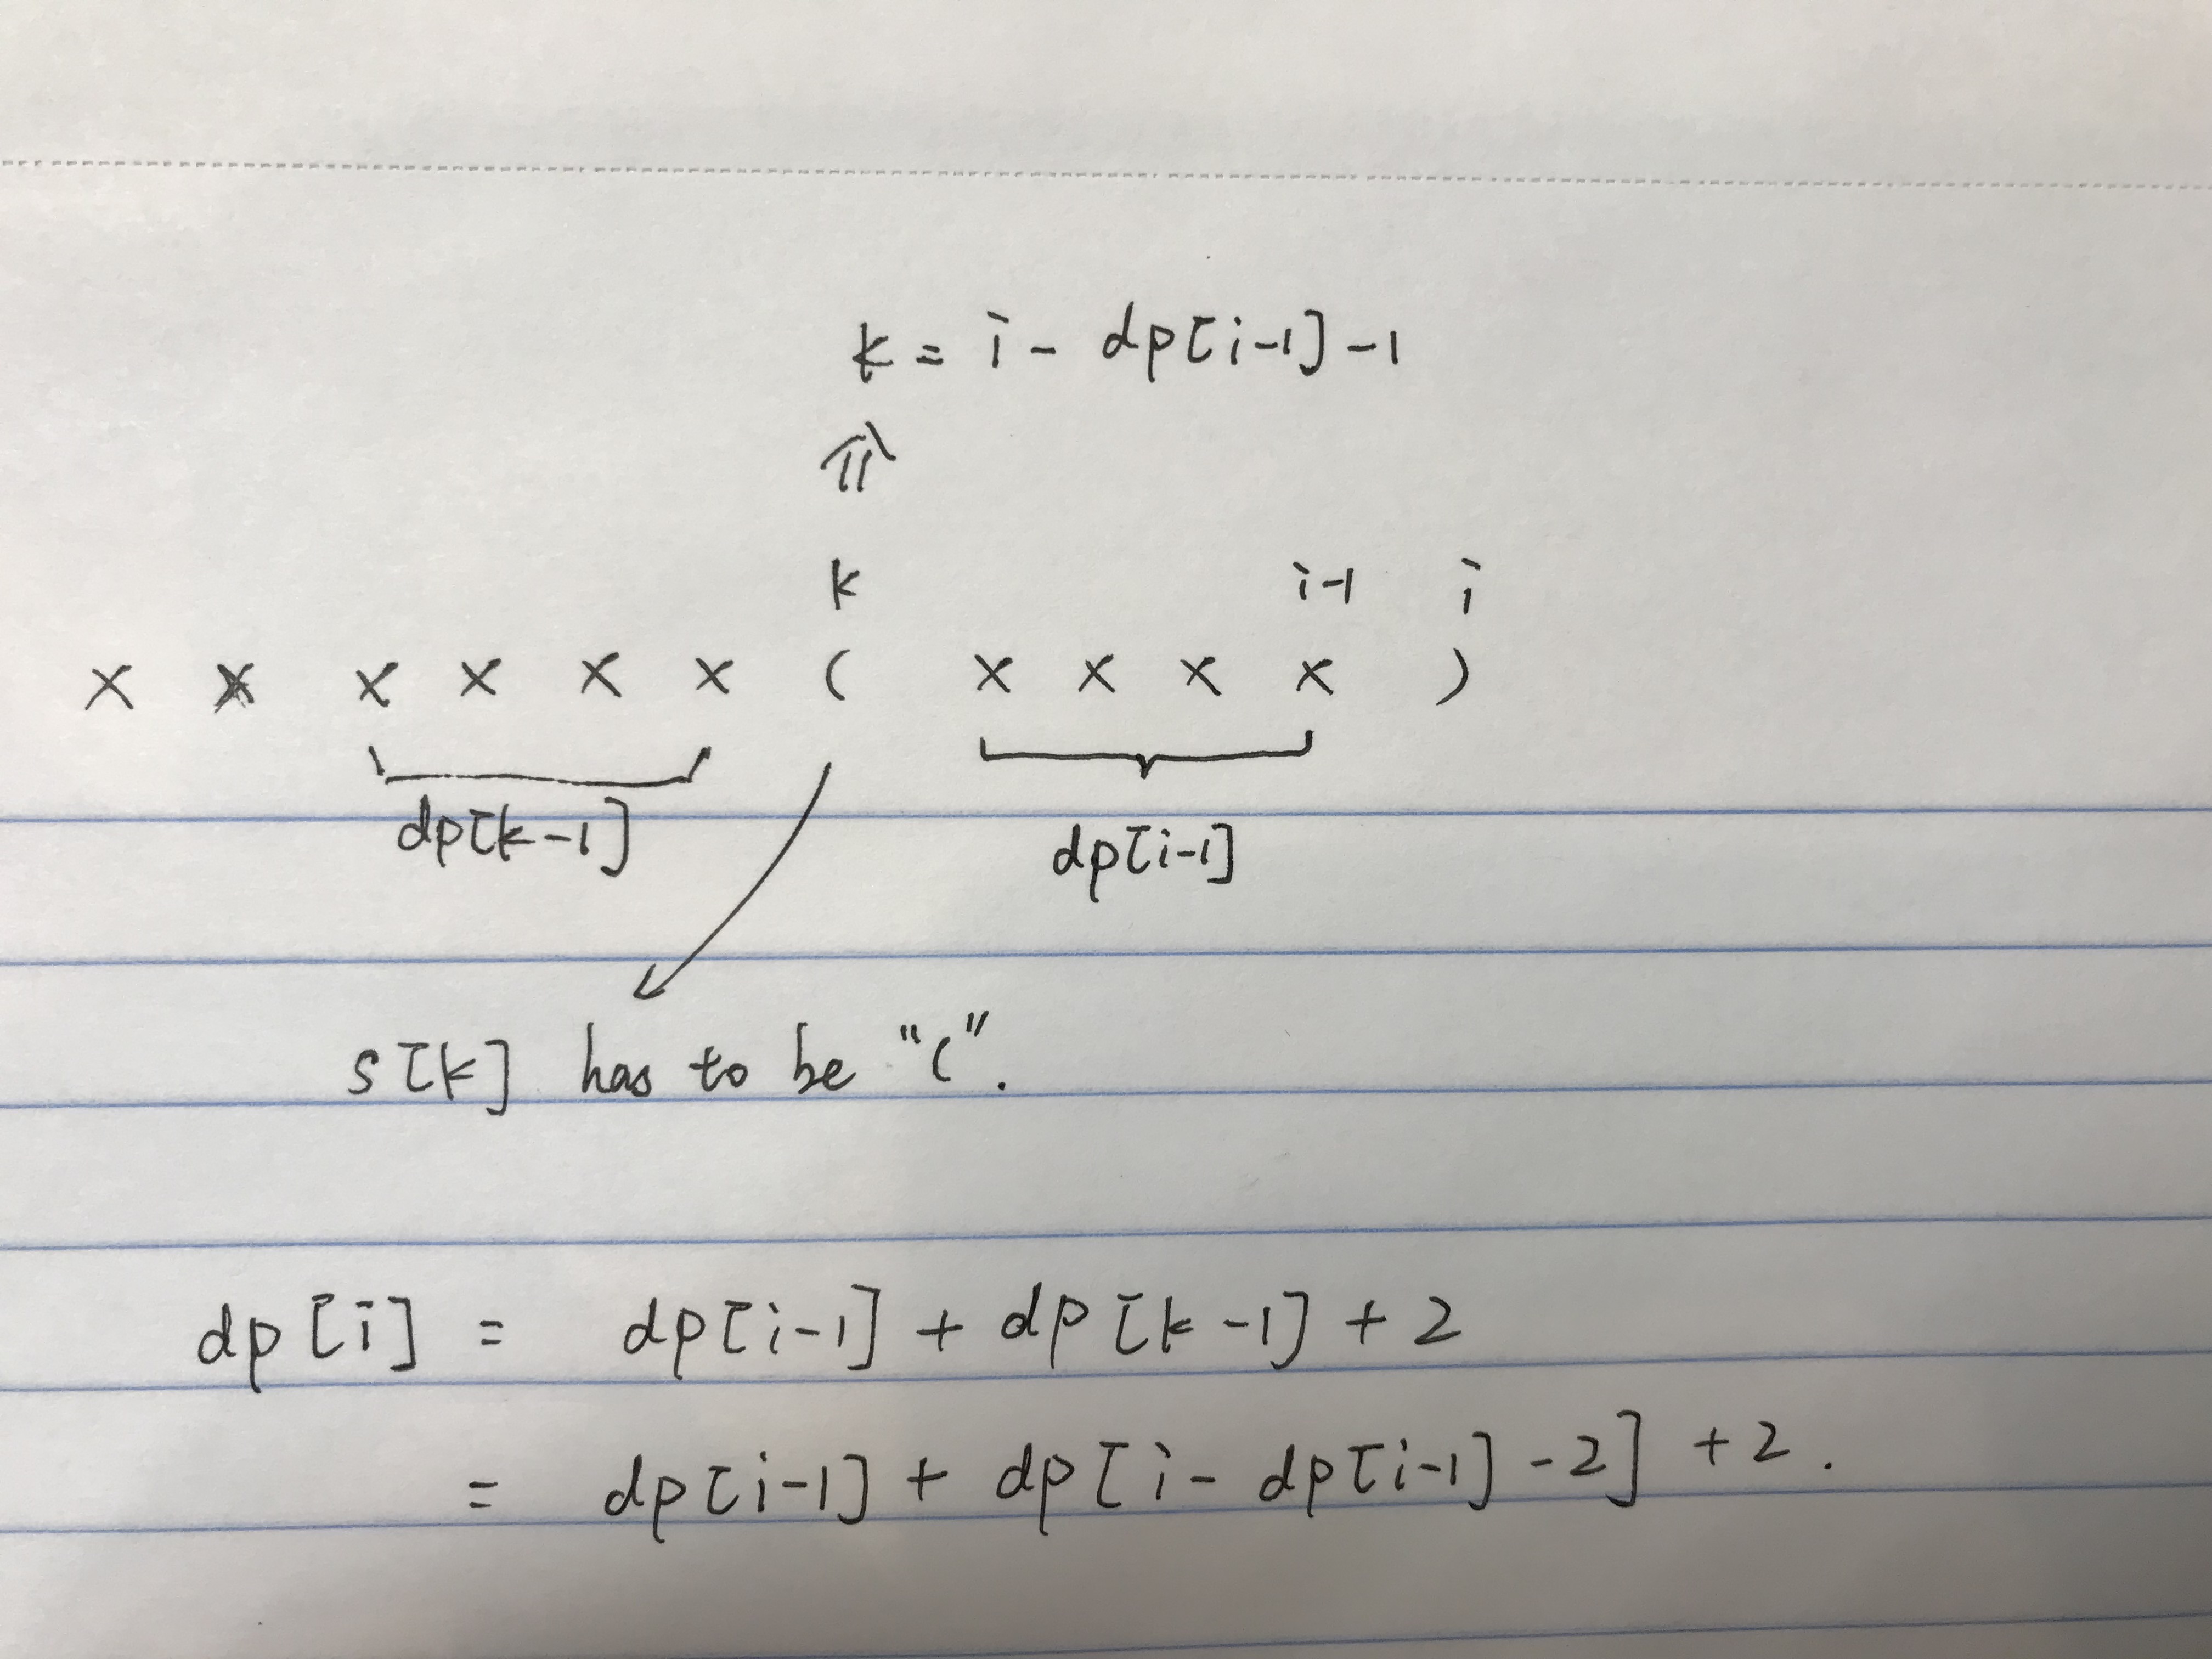 k = i - dp[i-1] - 1
⇓
k i-1 i
x x x x x x ( x x x x )
dp[k-1] dp[i-1]
s[k] has to be "(".
dp[i] = dp[i-1] + dp[k-1] + 2
= dp[i-1] + dp[i - dp[i-1] - 2] + 2.